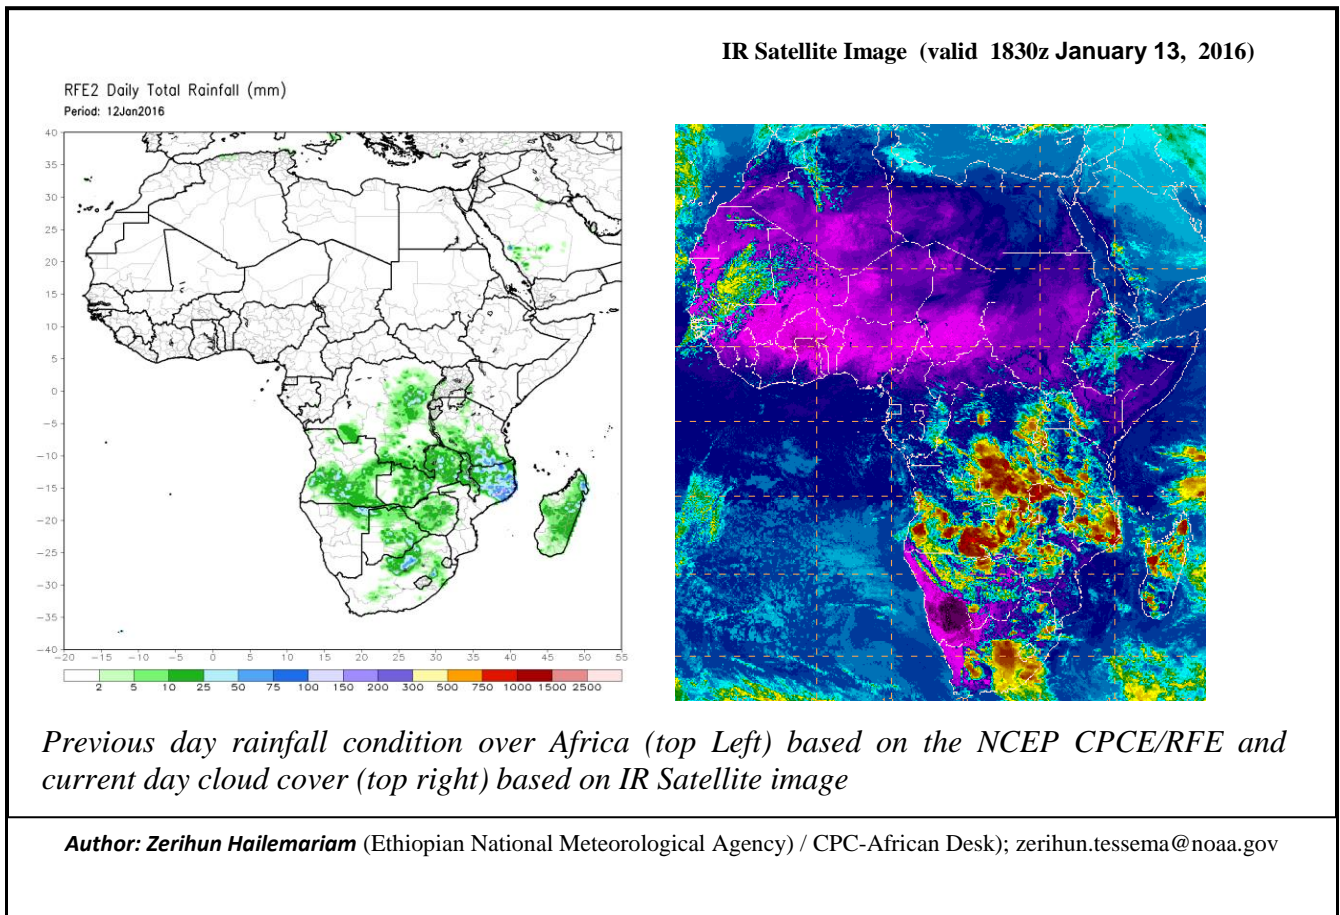 IR Satellite Image (valid 1830z January 13, 2016)
RFE2 Daily Total Rainfall (mm)
Period: 12Jan2016
40
35
30
25
20
15
10
5
0
-5
-10
-15
-20
-25
-30
-35
-40
-20 -15 -10 -5 0 5 10 15 20 25 30 35 40 45 50 55
2 5 10 25 50 75 100 150 200 300 500 750 1000 1500 2500
Previous day rainfall condition over Africa (top Left) based on the NCEP CPCE/RFE and
current day cloud cover (top right) based on IR Satellite image
Author: Zerihun Hailemariam (Ethiopian National Meteorological Agency) / CPC-African Desk); zerihun.tessema@noaa.gov